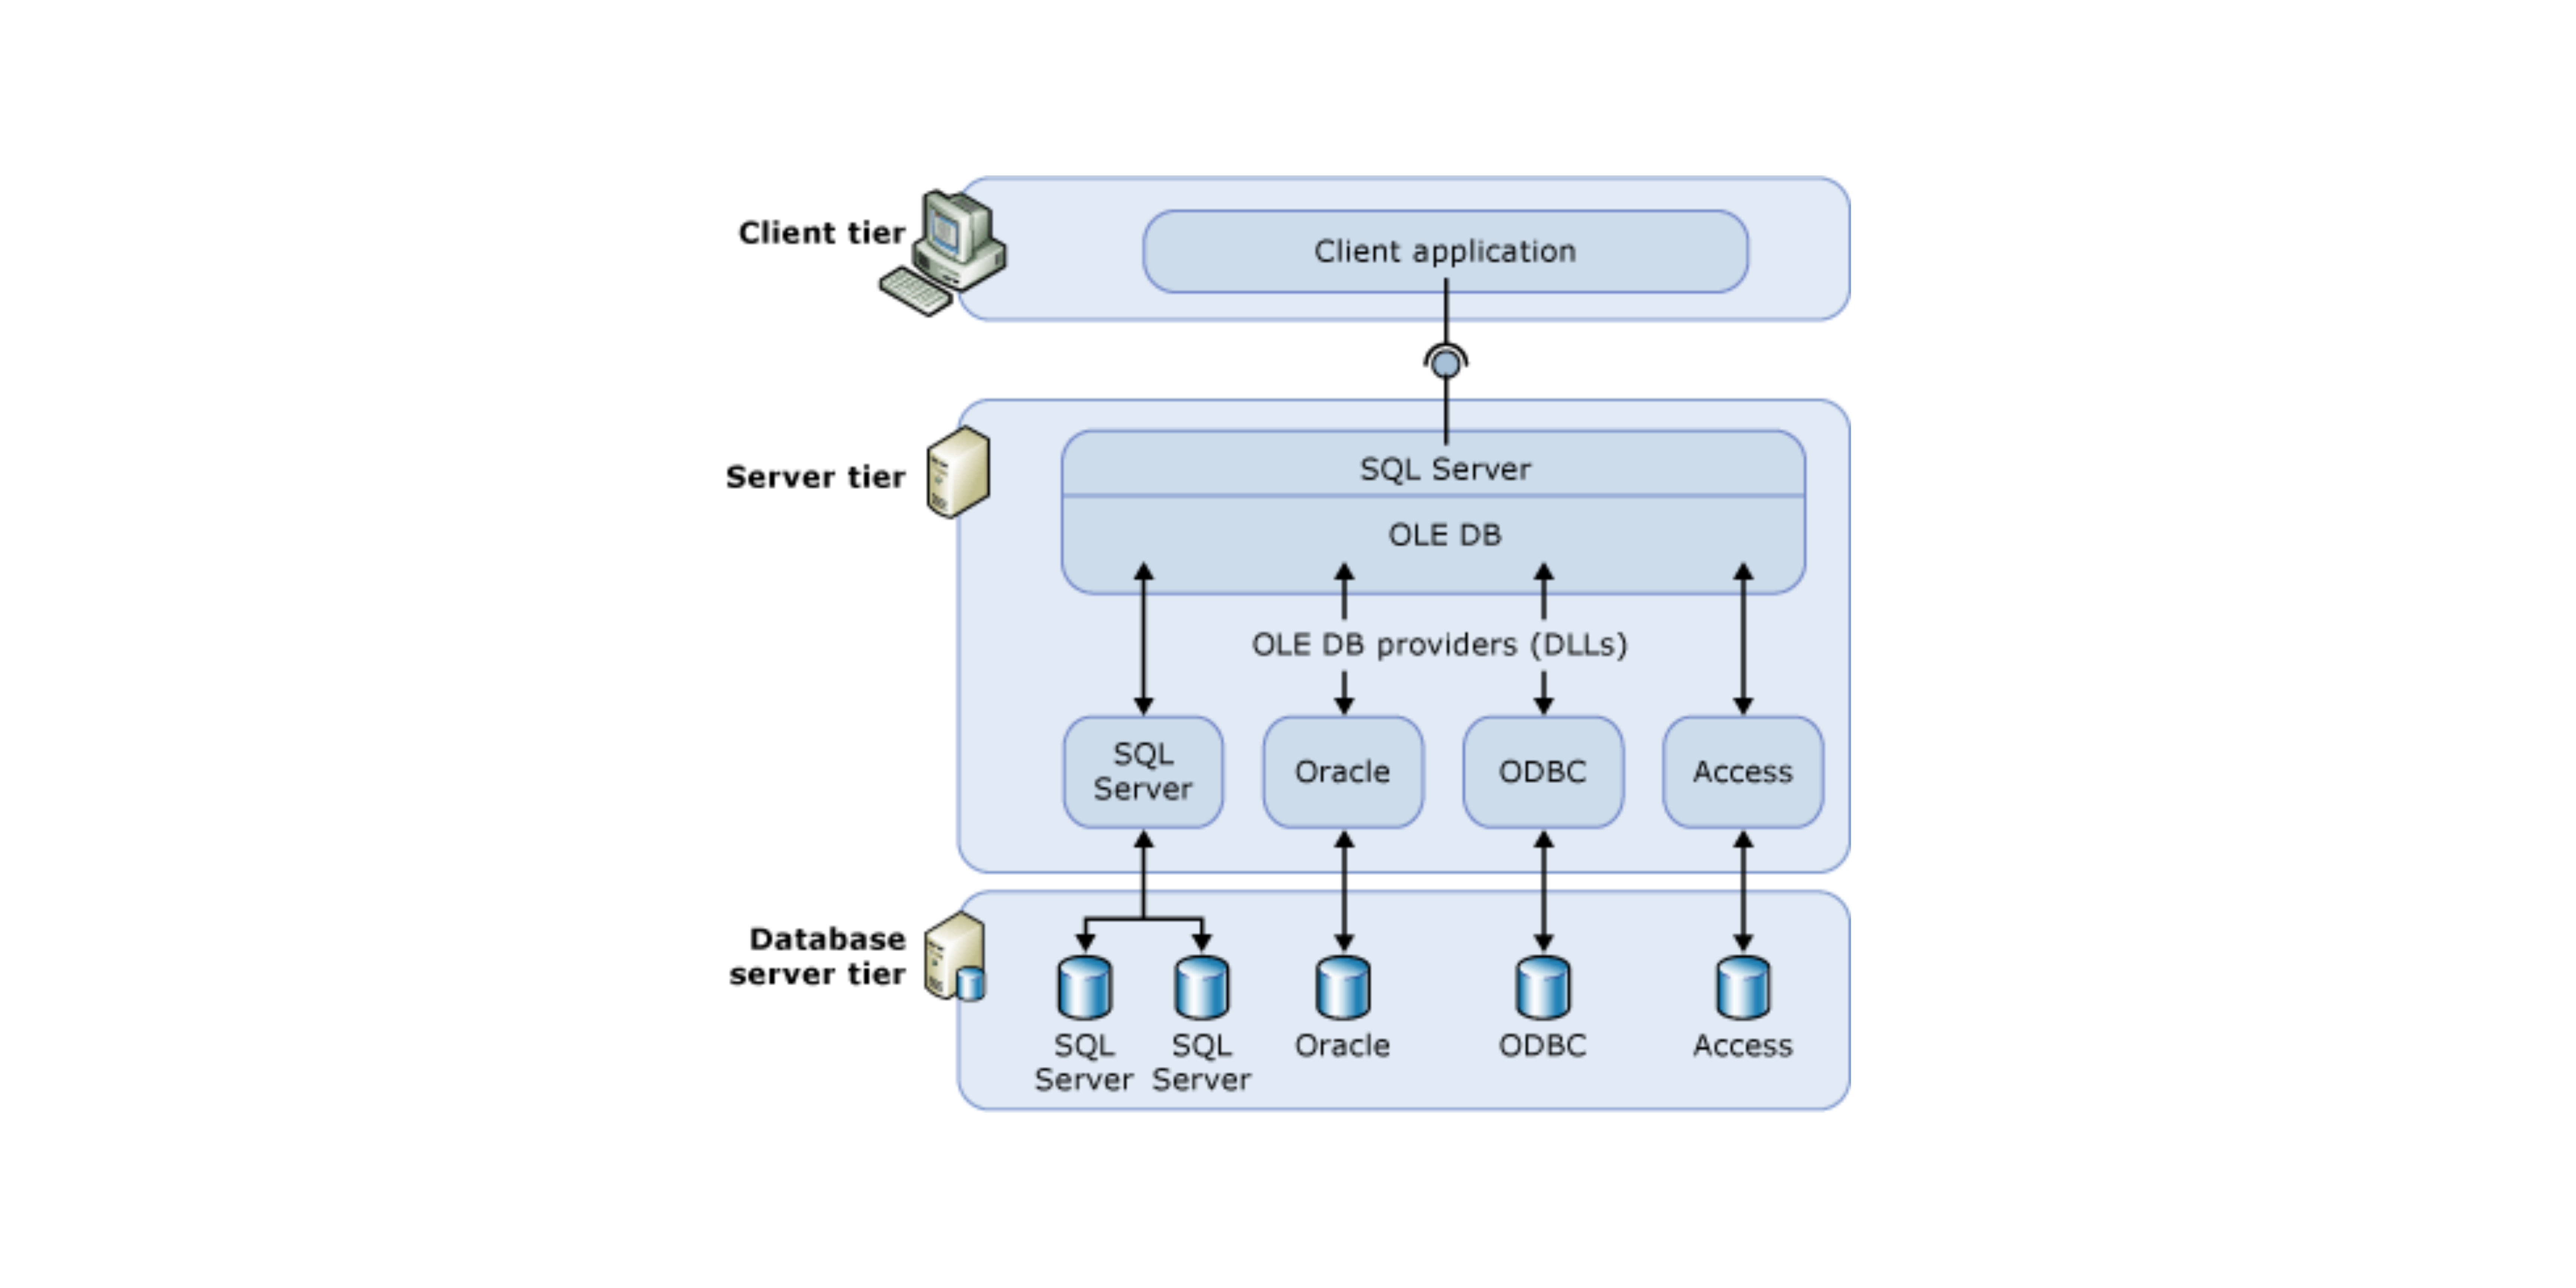 Client tier
Client application
Server tier
SQL Server
OLE DB
OLE DB providers (DLLs)
SQL
Server
Oracle
ODBC
Access
Database
server tier
SQL
Server
SQL
Server
Oracle
ODBC
Access